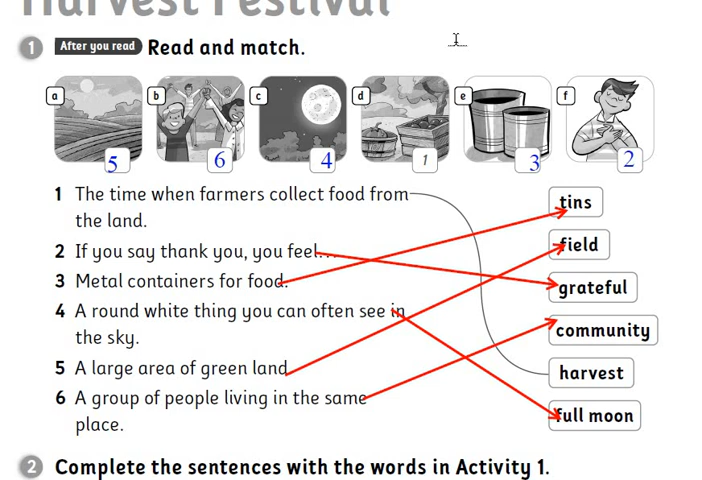 Harvest Festival
1 After you read Read and match.
a b c d e f
5 6 4 1 3 2
1 The time when farmers collect food from
the land.
2 If you say thank you, you feel...
3 Metal containers for food.
4 A round white thing you can often see in
the sky.
5 A large area of green land
6 A group of people living in the same
place.
tins
field
grateful
community
harvest
full moon
2 Complete the sentences with the words in Activity 1.